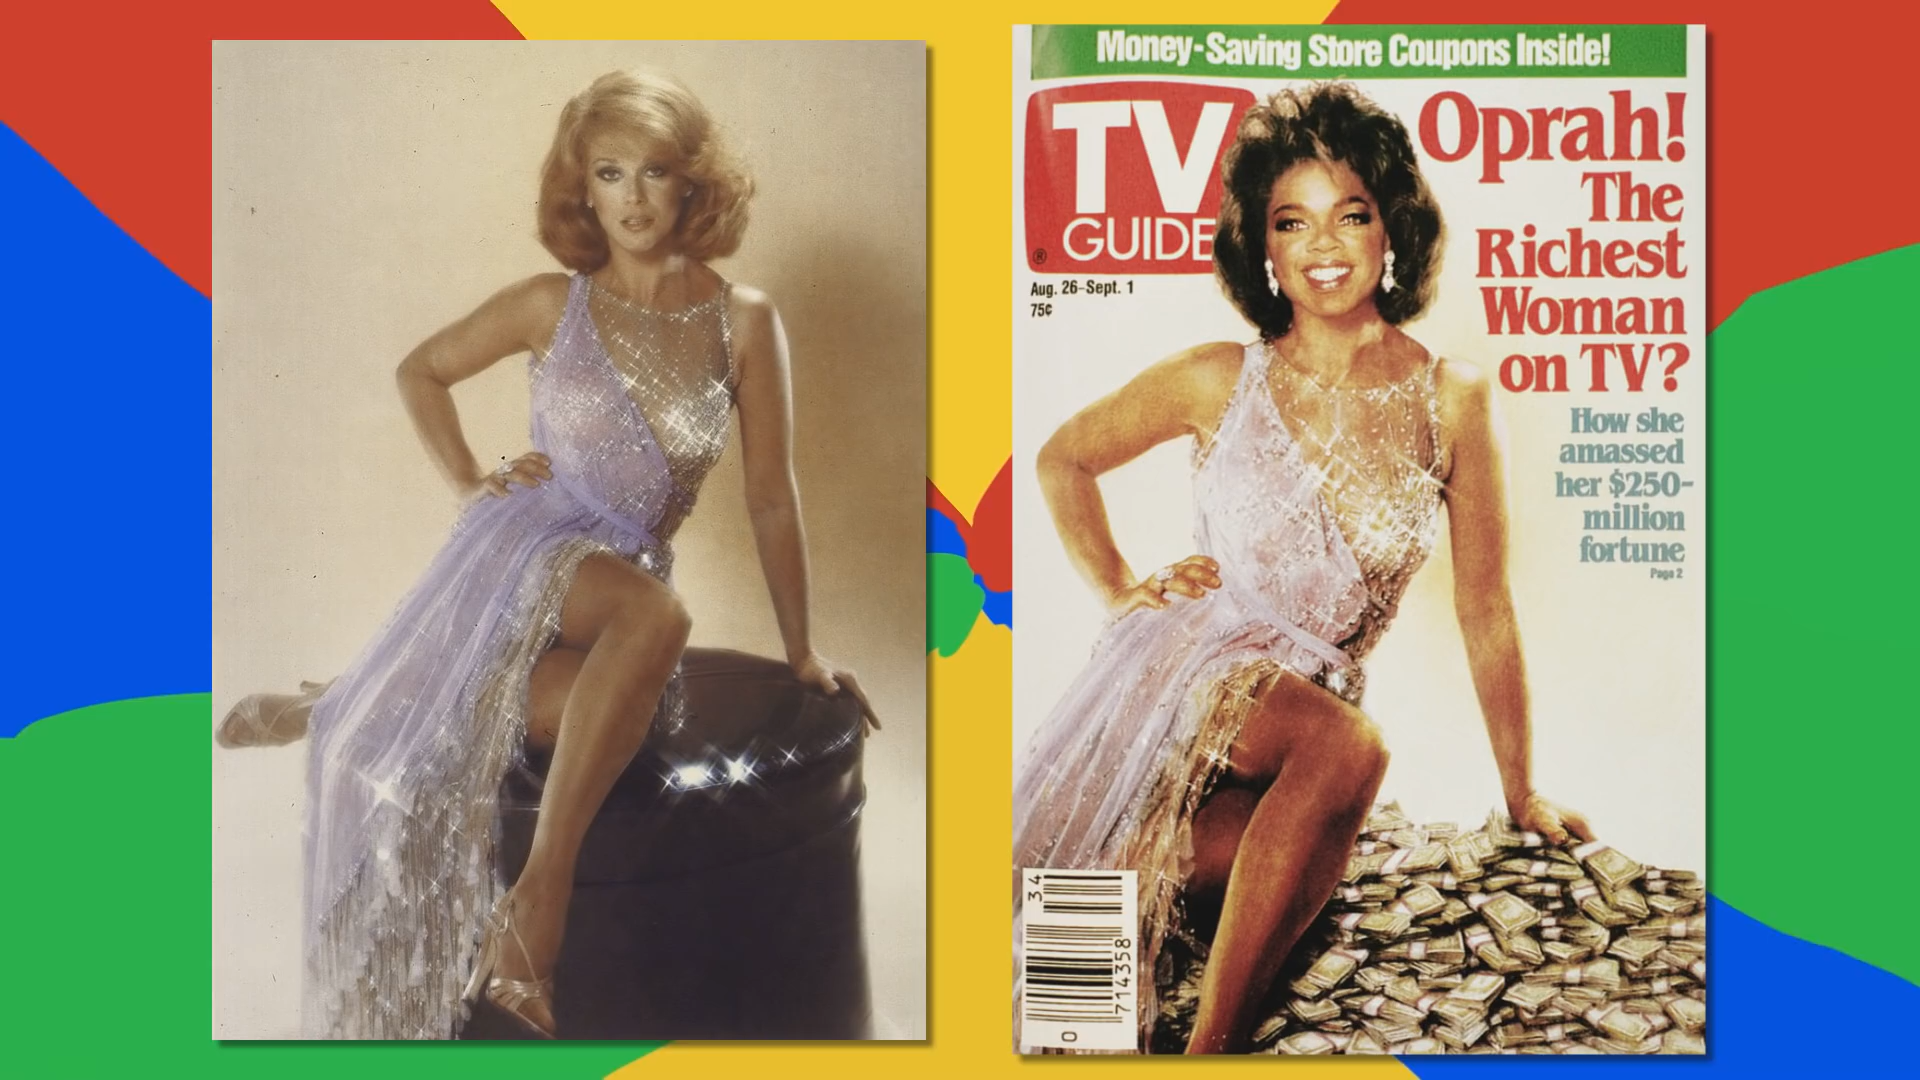 Money-Saving Store Coupons Inside!
TV
GUIDE
®
Aug. 26-Sept. 1
75¢
Oprah!
The
Richest
Woman
on TV?
How she
amassed
her $250-
million
fortune
Page 2
34
0
714358